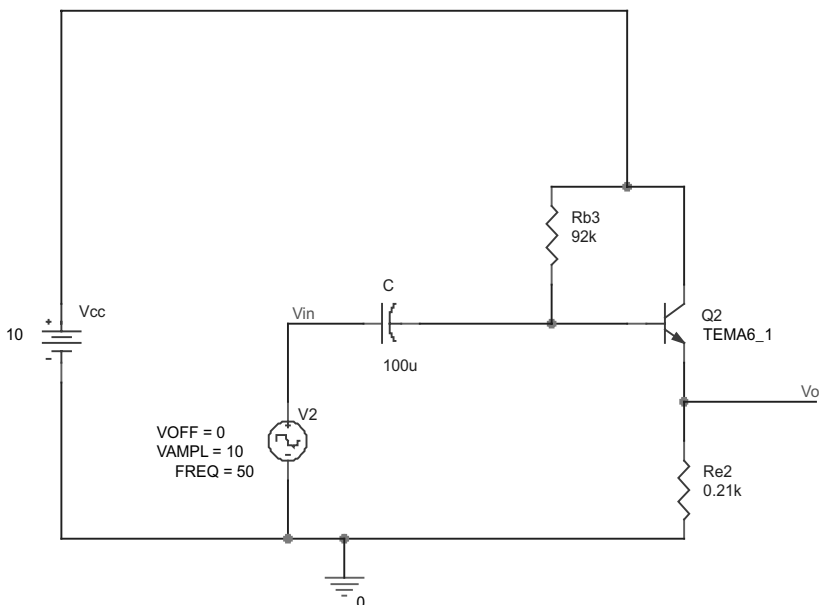 Rb3
92k
C
Vcc
Vin
Q2
10
TEMA6_1
100u
Vo
V2
VOFF = 0
VAMPL = 10
FREQ = 50
Re2
0.21k
0